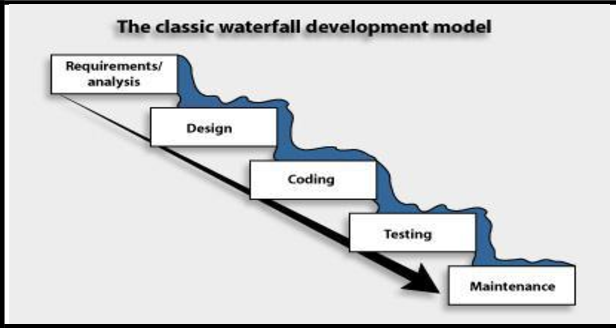 The classic waterfall development model
Requirements/
analysis
Design
Coding
Testing
Maintenance